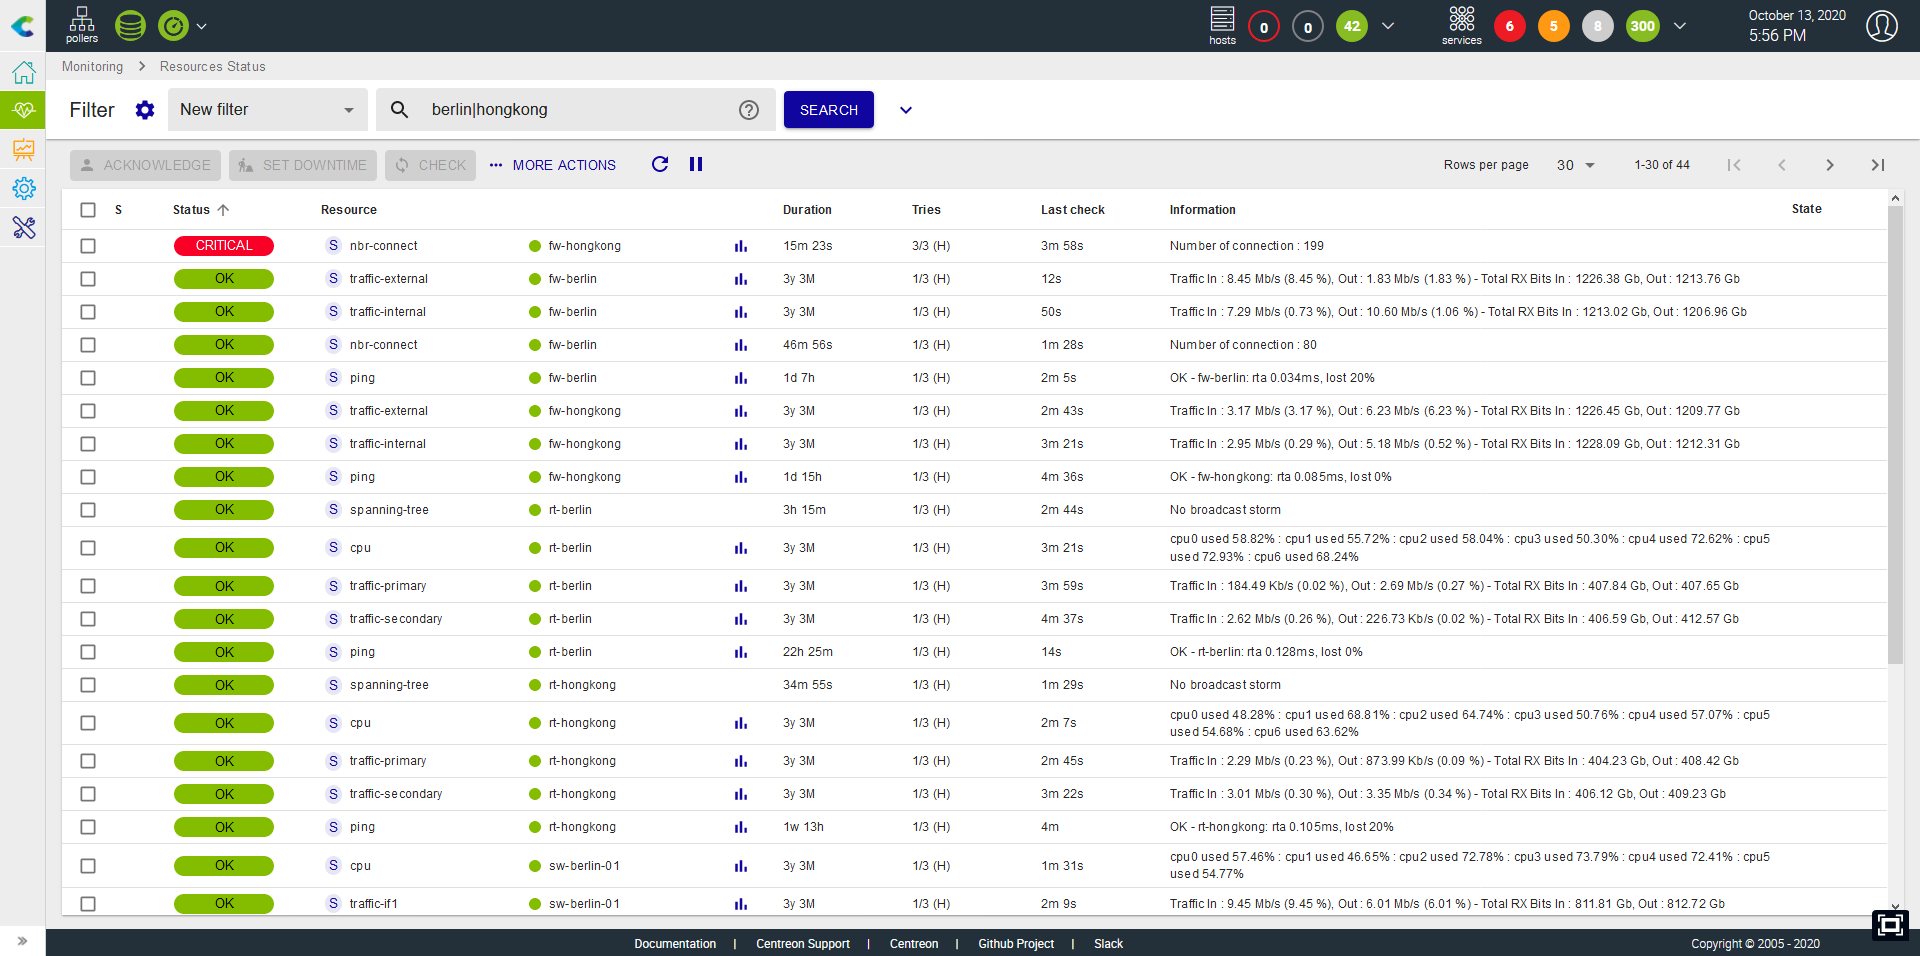 pollers
hosts 0 0 42 services 6 5 8 300 October 13, 2020
5:56 PM
Monitoring Resources Status
Filter New filter berlin|hongkong SEARCH
ACKNOWLEDGE SET DOWNTIME CHECK MORE ACTIONS Rows per page 30 1-30 of 44
S Status Resource Duration Tries Last check Information State
CRITICAL S nbr-connect fw-hongkong 15m 23s 3/3 (H) 3m 58s Number of connection : 199
OK S traffic-external fw-berlin 3y 3M 1/3 (H) 12s Traffic In : 8.45 Mb/s (8.45 %), Out : 1.83 Mb/s (1.83 %) - Total RX Bits In : 1226.38 Gb, Out : 1213.76 Gb
OK S traffic-internal fw-berlin 3y 3M 1/3 (H) 50s Traffic In : 7.29 Mb/s (0.73 %), Out : 10.60 Mb/s (1.06 %) - Total RX Bits In : 1213.02 Gb, Out : 1206.96 Gb
OK S nbr-connect fw-berlin 46m 56s 1/3 (H) 1m 28s Number of connection : 80
OK S ping fw-berlin 1d 7h 1/3 (H) 2m 5s OK - fw-berlin: rta 0.034ms, lost 20%
OK S traffic-external fw-hongkong 3y 3M 1/3 (H) 2m 43s Traffic In : 3.17 Mb/s (3.17 %), Out : 6.23 Mb/s (6.23 %) - Total RX Bits In : 1226.45 Gb, Out : 1209.77 Gb
OK S traffic-internal fw-hongkong 3y 3M 1/3 (H) 3m 21s Traffic In : 2.95 Mb/s (0.29 %), Out : 5.18 Mb/s (0.52 %) - Total RX Bits In : 1228.09 Gb, Out : 1212.31 Gb
OK S ping fw-hongkong 1d 15h 1/3 (H) 4m 36s OK - fw-hongkong: rta 0.085ms, lost 0%
OK S spanning-tree rt-berlin 3h 15m 1/3 (H) 2m 44s No broadcast storm
OK S cpu rt-berlin 3y 3M 1/3 (H) 3m 21s cpu0 used 58.82% : cpu1 used 55.72% : cpu2 used 58.04% : cpu3 used 50.30% : cpu4 used 72.62% : cpu5
used 72.93% : cpu6 used 68.24%
OK S traffic-primary rt-berlin 3y 3M 1/3 (H) 3m 59s Traffic In : 184.49 Kb/s (0.02 %), Out : 2.69 Mb/s (0.27 %) - Total RX Bits In : 407.84 Gb, Out : 407.65 Gb
OK S traffic-secondary rt-berlin 3y 3M 1/3 (H) 4m 37s Traffic In : 2.62 Mb/s (0.26 %), Out : 226.73 Kb/s (0.02 %) - Total RX Bits In : 406.59 Gb, Out : 412.57 Gb
OK S ping rt-berlin 22h 25m 1/3 (H) 14s OK - rt-berlin: rta 0.128ms, lost 0%
OK S spanning-tree rt-hongkong 34m 55s 1/3 (H) 1m 29s No broadcast storm
OK S cpu rt-hongkong 3y 3M 1/3 (H) 2m 7s cpu0 used 48.28% : cpu1 used 68.81% : cpu2 used 64.74% : cpu3 used 50.76% : cpu4 used 57.07% : cpu5
used 54.68% : cpu6 used 63.62%
OK S traffic-primary rt-hongkong 3y 3M 1/3 (H) 2m 45s Traffic In : 2.29 Mb/s (0.23 %), Out : 873.99 Kb/s (0.09 %) - Total RX Bits In : 404.23 Gb, Out : 408.42 Gb
OK S traffic-secondary rt-hongkong 3y 3M 1/3 (H) 3m 22s Traffic In : 3.01 Mb/s (0.30 %), Out : 3.35 Mb/s (0.34 %) - Total RX Bits In : 406.12 Gb, Out : 409.23 Gb
OK S ping rt-hongkong 1w 13h 1/3 (H) 4m OK - rt-hongkong: rta 0.105ms, lost 20%
OK S cpu sw-berlin-01 3y 3M 1/3 (H) 1m 31s cpu0 used 57.46% : cpu1 used 46.65% : cpu2 used 72.78% : cpu3 used 73.79% : cpu4 used 72.41% : cpu5
used 54.77%
OK S traffic-if1 sw-berlin-01 3y 3M 1/3 (H) 2m 9s Traffic In : 9.45 Mb/s (9.45 %), Out : 6.01 Mb/s (6.01 %) - Total RX Bits In : 811.81 Gb, Out : 812.72 Gb
Documentation | Centreon Support | Centreon | Github Project | Slack Copyright © 2005 - 2020